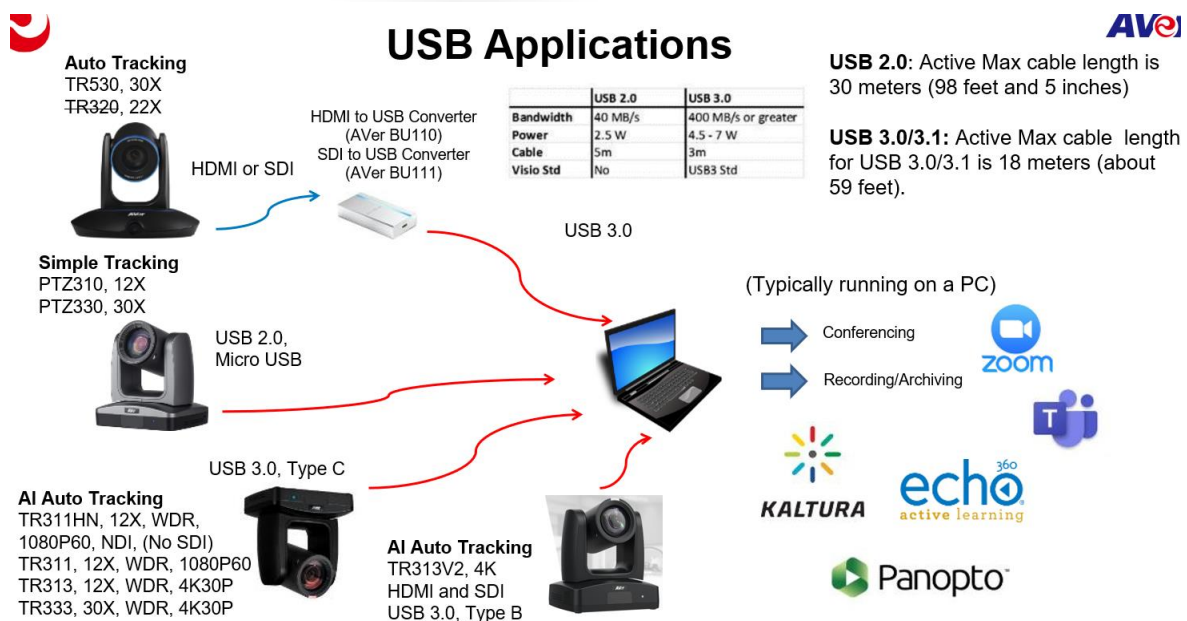 USB Applications
AVer
Auto Tracking
TR530, 30X
TR320, 22X
HDMI or SDI
HDMI to USB Converter
(AVer BU110)
SDI to USB Converter
(AVer BU111)
USB 2.0 USB 3.0
Bandwidth 40 MB/s 400 MB/s or greater
Power 2.5 W 4.5 - 7 W
Cable 5m 3m
Visio Std No USB3 Std
USB 2.0: Active Max cable length is
30 meters (98 feet and 5 inches)
USB 3.0/3.1: Active Max cable length
for USB 3.0/3.1 is 18 meters (about
59 feet).
USB 3.0
Simple Tracking
PTZ310, 12X
PTZ330, 30X
USB 2.0,
Micro USB
(Typically running on a PC)
Conferencing
Recording/Archiving
zoom
T
KALTURA
echo360
active learning
Panopto
USB 3.0, Type C
AI Auto Tracking
TR311HN, 12X, WDR,
1080P60, NDI, (No SDI)
TR311, 12X, WDR, 1080P60
TR313, 12X, WDR, 4K30P
TR333, 30X, WDR, 4K30P
AI Auto Tracking
TR313V2, 4K
HDMI and SDI
USB 3.0, Type B